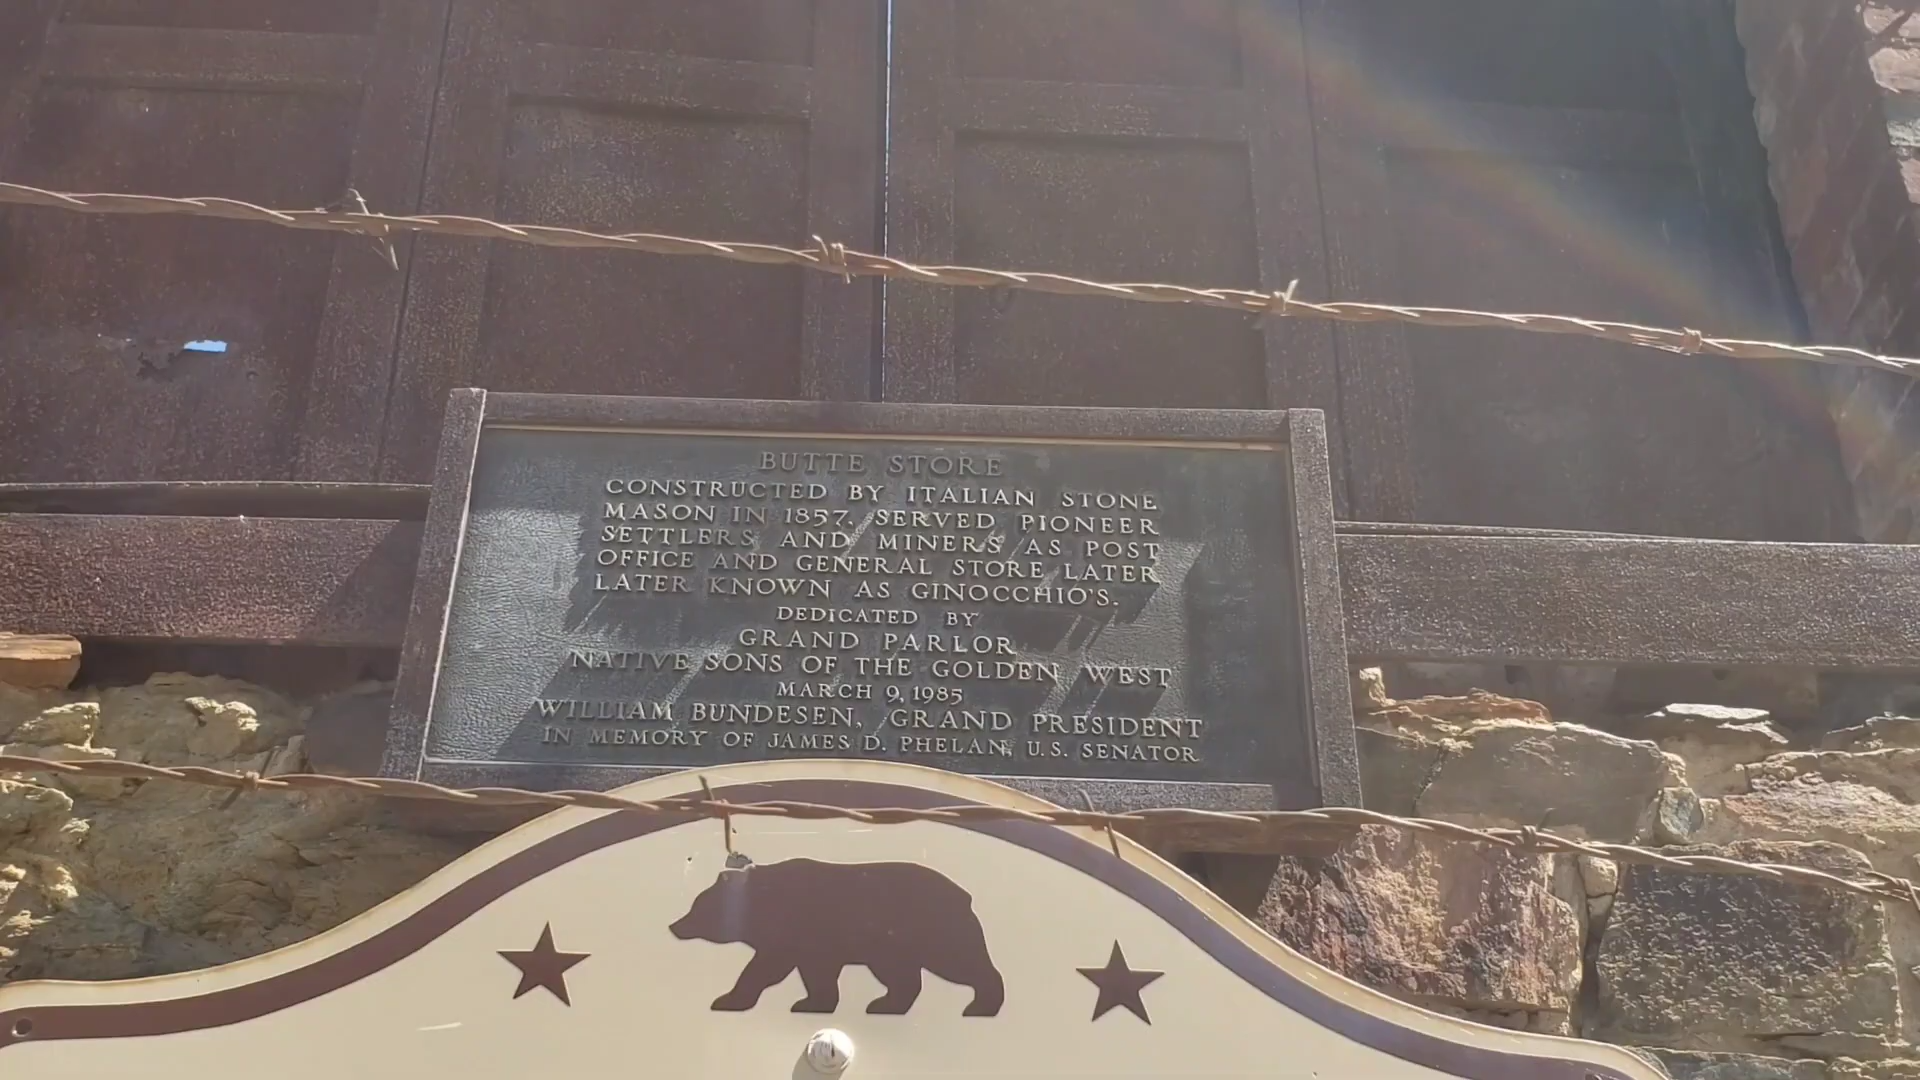 BUTTE STORE
CONSTRUCTED BY ITALIAN STONE
MASON IN 1857. SERVED PIONEER
SETTLERS AND MINERS AS POST
OFFICE AND GENERAL STORE LATER
LATER KNOWN AS GINOCCHIO'S.
DEDICATED BY
GRAND PARLOR
NATIVE SONS OF THE GOLDEN WEST
MARCH 9, 1985
WILLIAM BUNDESEN, GRAND PRESIDENT
IN MEMORY OF JAMES D. PHELAN, U.S. SENATOR